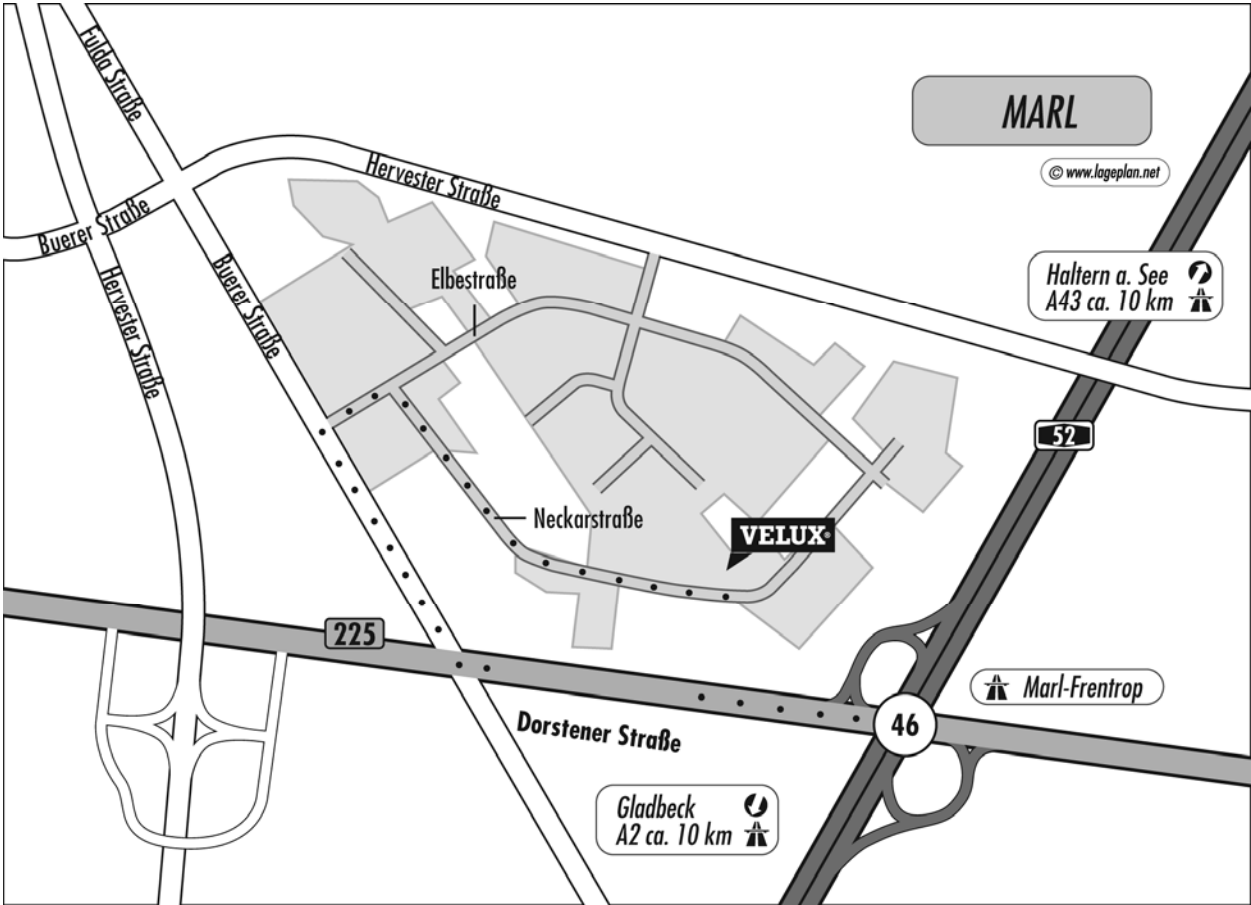 Fulda Straße
MARL
© www.lageplan.net
Hervester Straße
Buerer Straße
Hervester Straße
Buerer Straße
Elbestraße
Haltern a. See
A43 ca. 10 km
52
Neckarstraße
VELUX®
225
Marl-Frentrop
Dorstener Straße
46
Gladbeck
A2 ca. 10 km